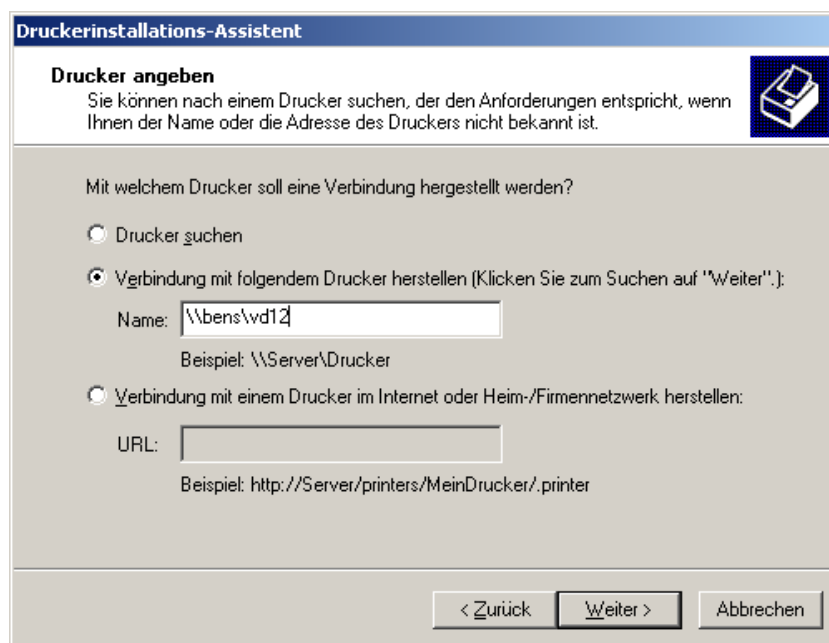 Druckerinstallations-Assistent
Drucker angeben
Sie können nach einem Drucker suchen, der den Anforderungen entspricht, wenn
Ihnen der Name oder die Adresse des Druckers nicht bekannt ist.
Mit welchem Drucker soll eine Verbindung hergestellt werden?
Drucker suchen
Verbindung mit folgendem Drucker herstellen (Klicken Sie zum Suchen auf "Weiter".):
Name: \\bens\vd12
Beispiel: \\Server\Drucker
Verbindung mit einem Drucker im Internet oder Heim-/Firmennetzwerk herstellen:
URL:
Beispiel: http://Server/printers/MeinDrucker/.printer
< Zurück Weiter > Abbrechen